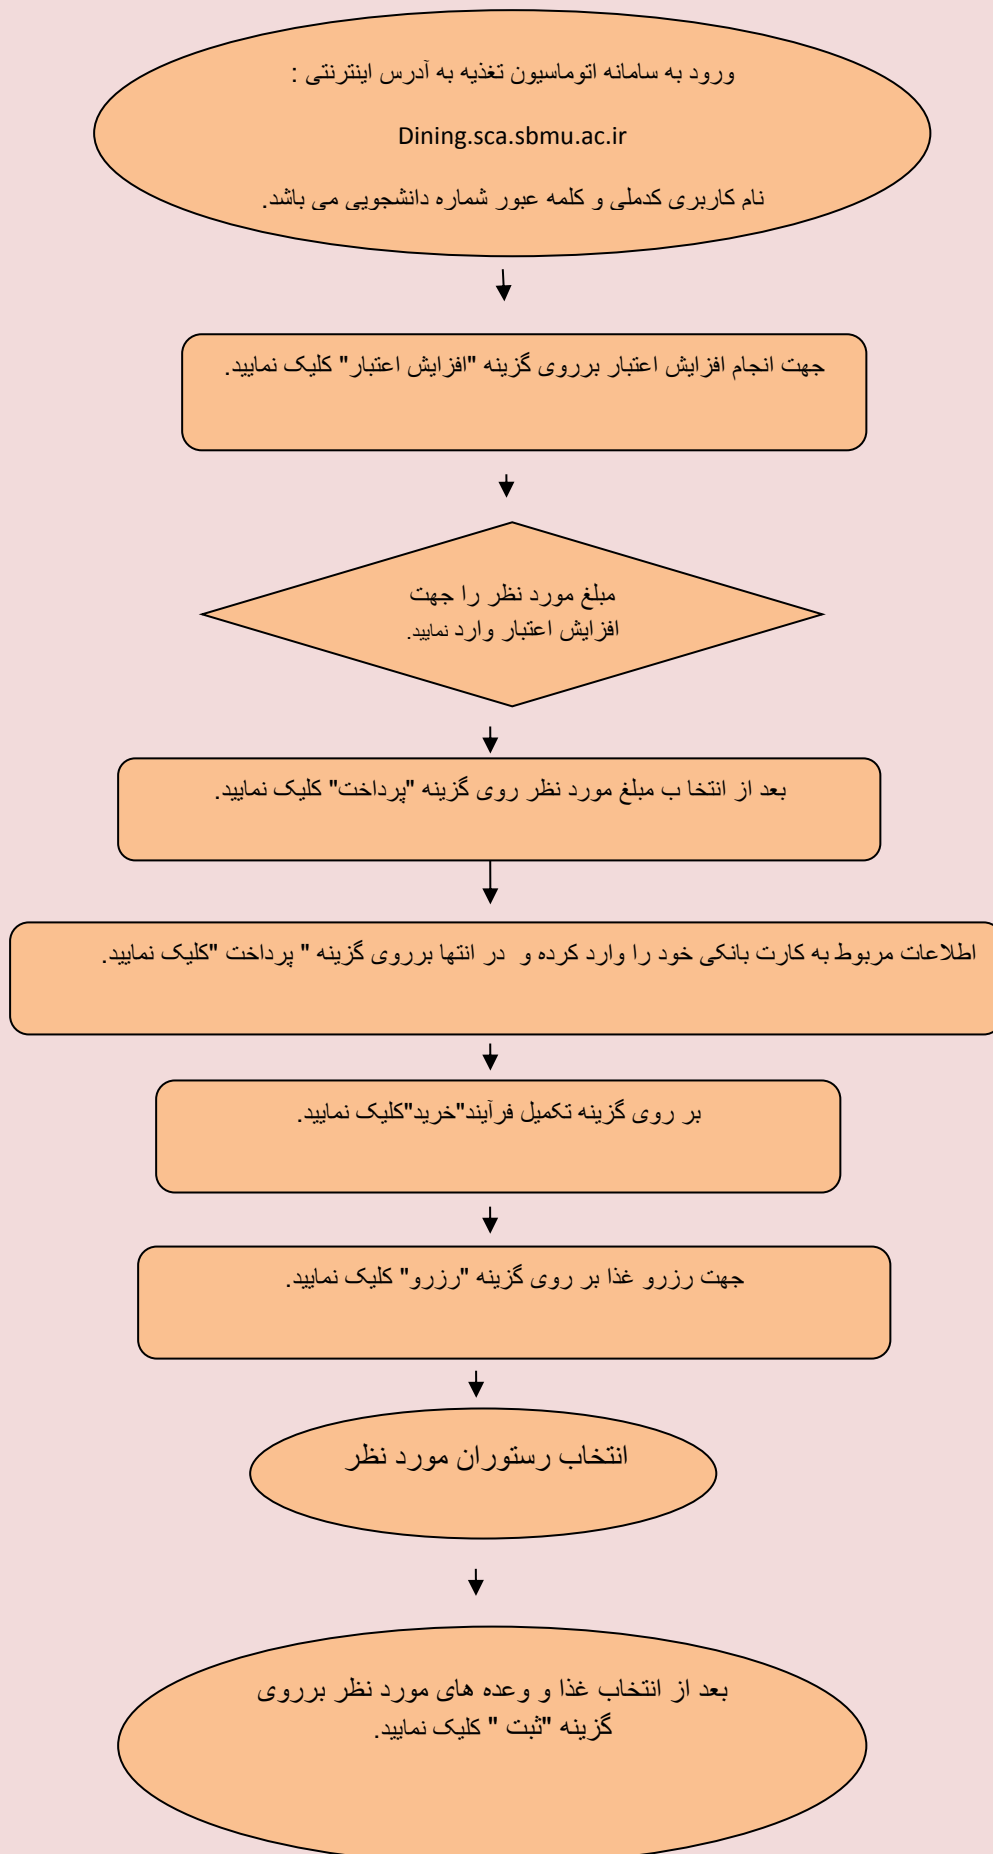 ورود به سامانه اتوماسیون تغذیه به آدرس اینترنتی :
Dining.sca.sbmu.ac.ir
نام کاربری کدملی و کلمه عبور شماره دانشجویی می باشد.
جهت انجام افزایش اعتبار برروی گزینه "افزایش اعتبار" کلیک نمایید.
مبلغ مورد نظر را جهت
افزایش اعتبار وارد نمایید.
بعد از انتخا ب مبلغ مورد نظر روی گزینه "پرداخت" کلیک نمایید.
اطلاعات مربوط به کارت بانکی خود را وارد کرده و در انتها برروی گزینه " پرداخت "کلیک نمایید.
بر روی گزینه تکمیل فرآیند"خرید"کلیک نمایید.
جهت رزرو غذا بر روی گزینه "رزرو" کلیک نمایید.
انتخاب رستوران مورد نظر
بعد از انتخاب غذا و وعده های مورد نظر برروی
گزینه "ثبت " کلیک نمایید.